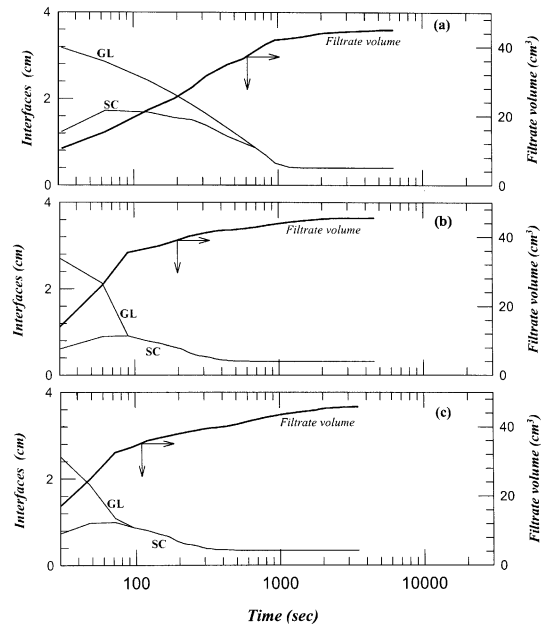 4
(a)
GL
Filtrate volume
40
Interfaces (cm)
Filtrate volume (cm³)
2
SC
20
0
0
4
(b)
Filtrate volume
40
Interfaces (cm)
Filtrate volume (cm³)
2
GL
20
SC
0
0
4
(c)
Filtrate volume
40
Interfaces (cm)
Filtrate volume (cm³)
2
GL
20
SC
0
0
100 1000 10000
Time (sec)